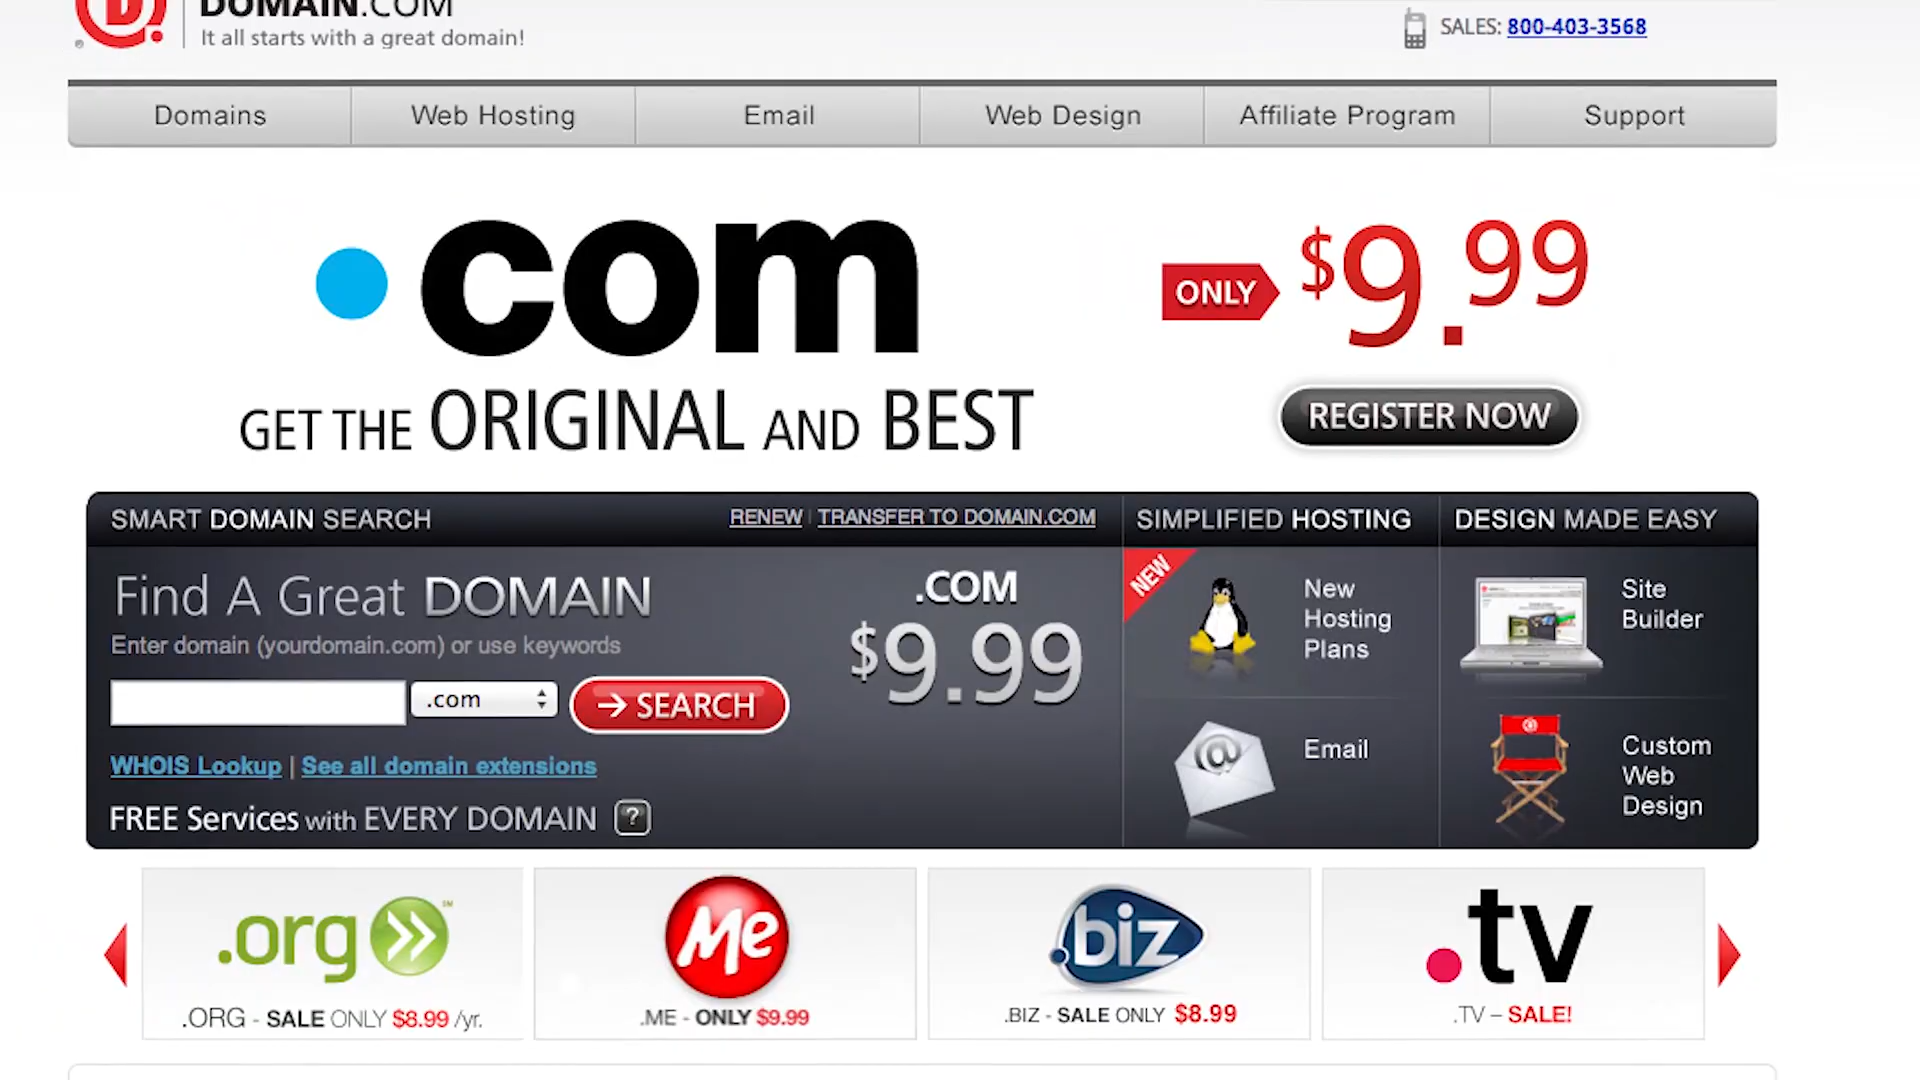 DOMAIN.COM
It all starts with a great domain!
SALES: 800-403-3568
Domains
Web Hosting
Email
Web Design
Affiliate Program
Support
.com
GET THE ORIGINAL AND BEST
ONLY
$9.99
REGISTER NOW
SMART DOMAIN SEARCH
RENEW | TRANSFER TO DOMAIN.COM
Find A Great DOMAIN
Enter domain (yourdomain.com) or use keywords
.com
→ SEARCH
.COM
$9.99
WHOIS Lookup | See all domain extensions
FREE Services with EVERY DOMAIN ?
SIMPLIFIED HOSTING
NEW
New
Hosting
Plans
@
Email
DESIGN MADE EASY
Site
Builder
Custom
Web
Design
.org
.ORG - SALE ONLY $8.99 /yr.
Me
.ME - ONLY $9.99
.biz
.BIZ - SALE ONLY $8.99
.tv
.TV – SALE!